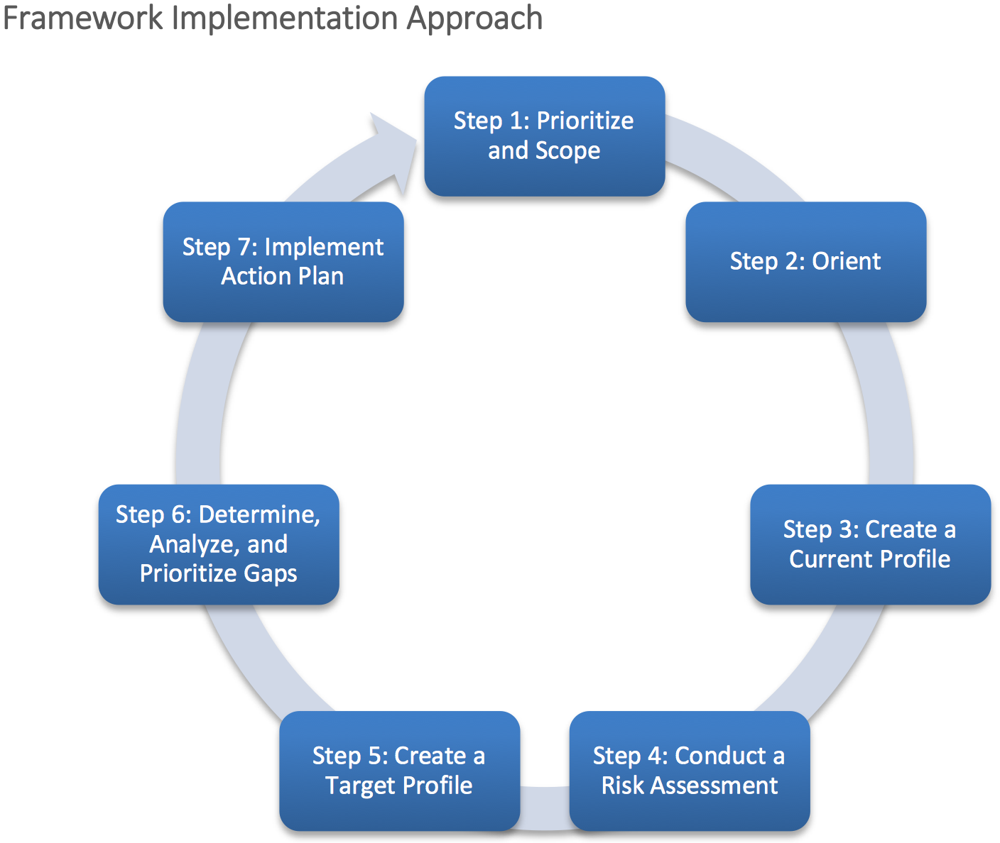 Framework Implementation Approach
Step 1: Prioritize
and Scope
Step 2: Orient
Step 3: Create a
Current Profile
Step 4: Conduct a
Risk Assessment
Step 5: Create a
Target Profile
Step 6: Determine,
Analyze, and
Prioritize Gaps
Step 7: Implement
Action Plan